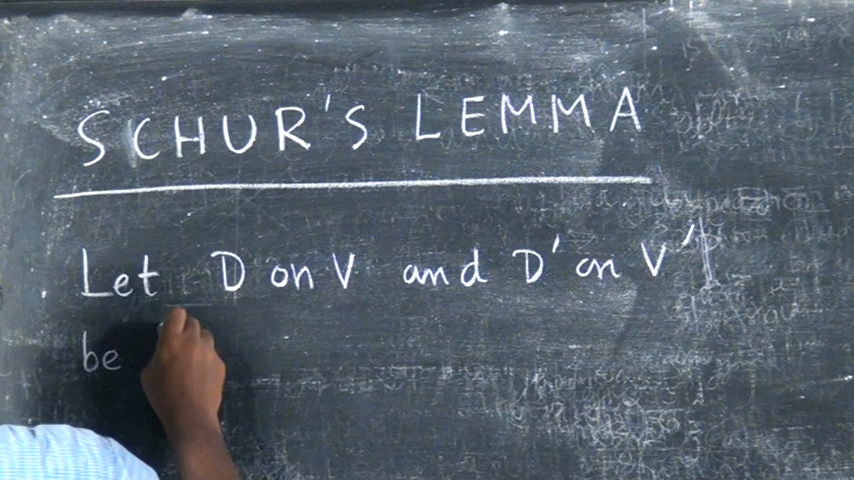 SCHUR'S LEMMA
Let D on V and D' on V'
be